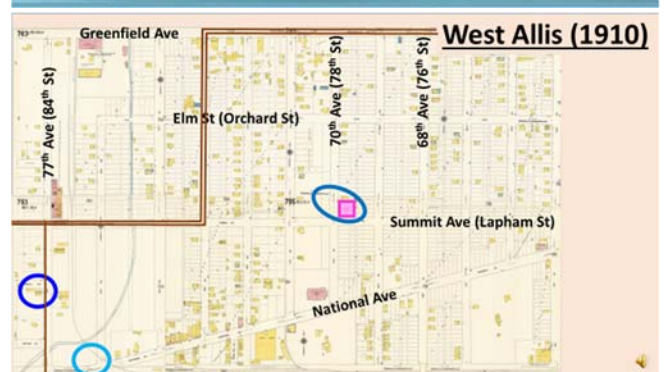 West Allis (1910)
Greenfield Ave
77th Ave (84th St)
Elm St (Orchard St)
70th Ave (78th St)
68th Ave (76th St)
Summit Ave (Lapham St)
National Ave